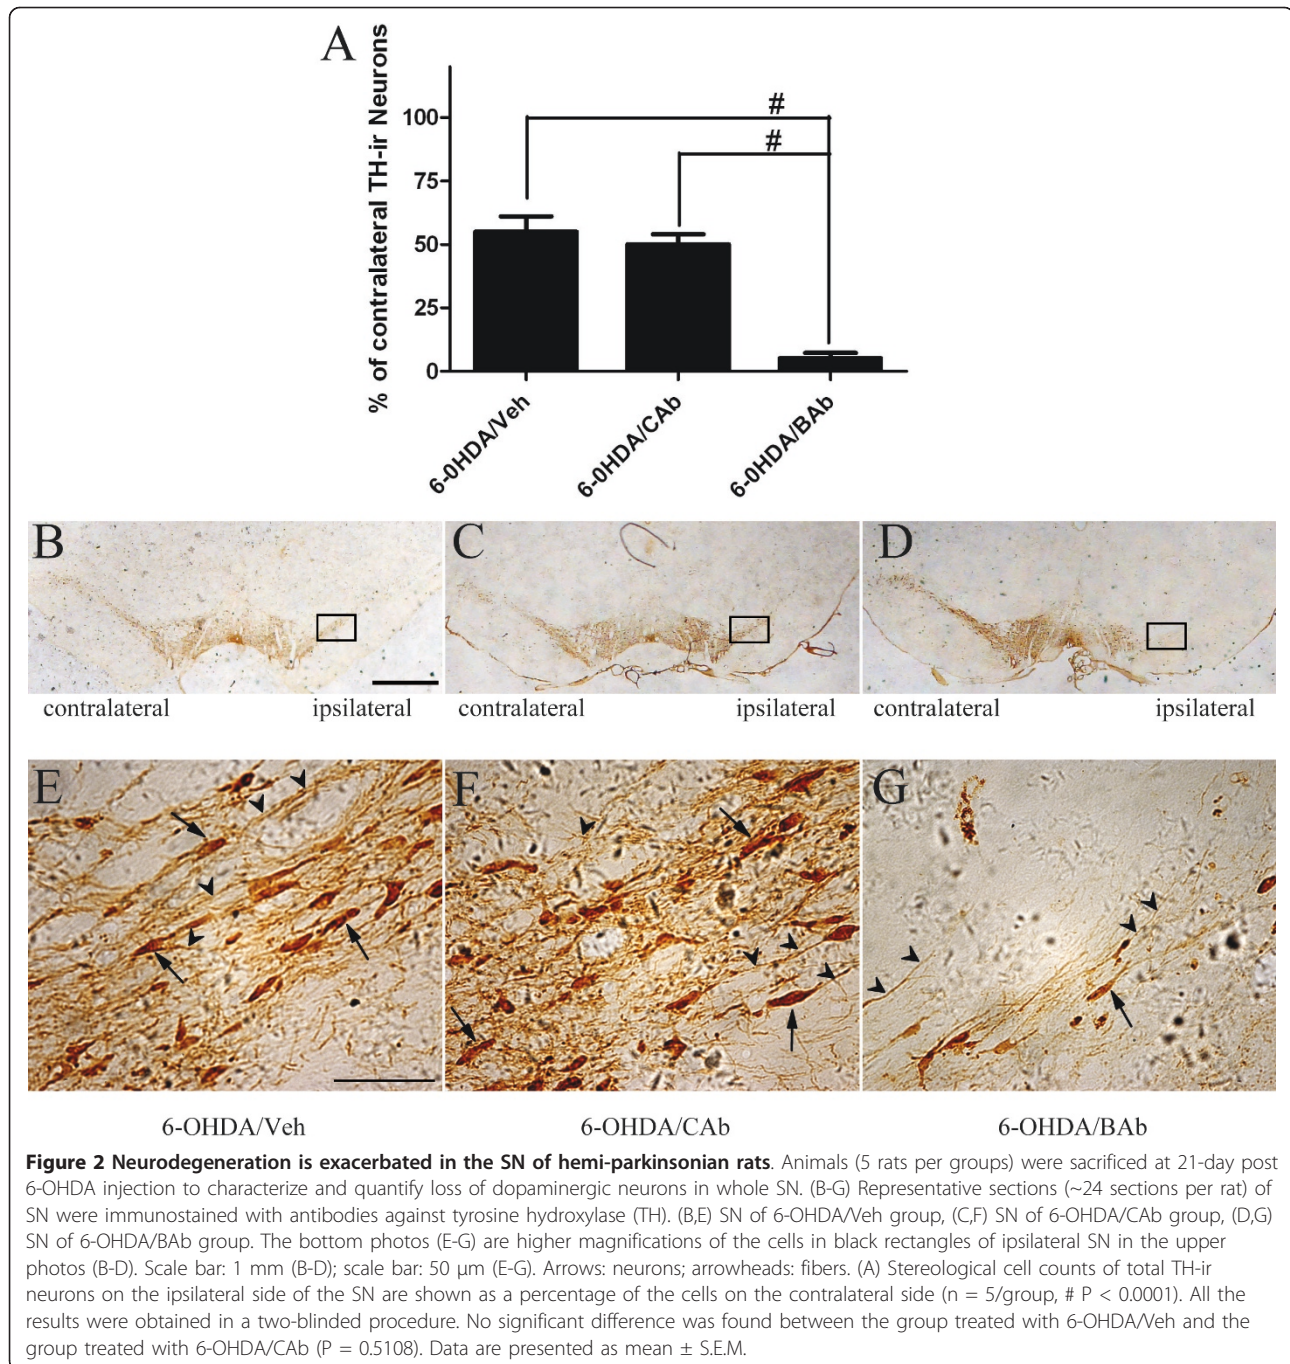 A
% of contralateral TH-ir Neurons
100
75
50
25
0
#
#
6-0HDA/Veh
6-0HDA/CAb
6-0HDA/BAb
B
C
D
contralateral ipsilateral
contralateral ipsilateral
contralateral ipsilateral
E
F
G
6-OHDA/Veh
6-OHDA/CAb
6-OHDA/BAb
Figure 2 Neurodegeneration is exacerbated in the SN of hemi-parkinsonian rats. Animals (5 rats per groups) were sacrificed at 21-day post
6-OHDA injection to characterize and quantify loss of dopaminergic neurons in whole SN. (B-G) Representative sections (~24 sections per rat) of
SN were immunostained with antibodies against tyrosine hydroxylase (TH). (B,E) SN of 6-OHDA/Veh group, (C,F) SN of 6-OHDA/CAb group, (D,G)
SN of 6-OHDA/BAb group. The bottom photos (E-G) are higher magnifications of the cells in black rectangles of ipsilateral SN in the upper
photos (B-D). Scale bar: 1 mm (B-D); scale bar: 50 μm (E-G). Arrows: neurons; arrowheads: fibers. (A) Stereological cell counts of total TH-ir
neurons on the ipsilateral side of the SN are shown as a percentage of the cells on the contralateral side (n = 5/group, # P < 0.0001). All the
results were obtained in a two-blinded procedure. No significant difference was found between the group treated with 6-OHDA/Veh and the
group treated with 6-OHDA/CAb (P = 0.5108). Data are presented as mean ± S.E.M.